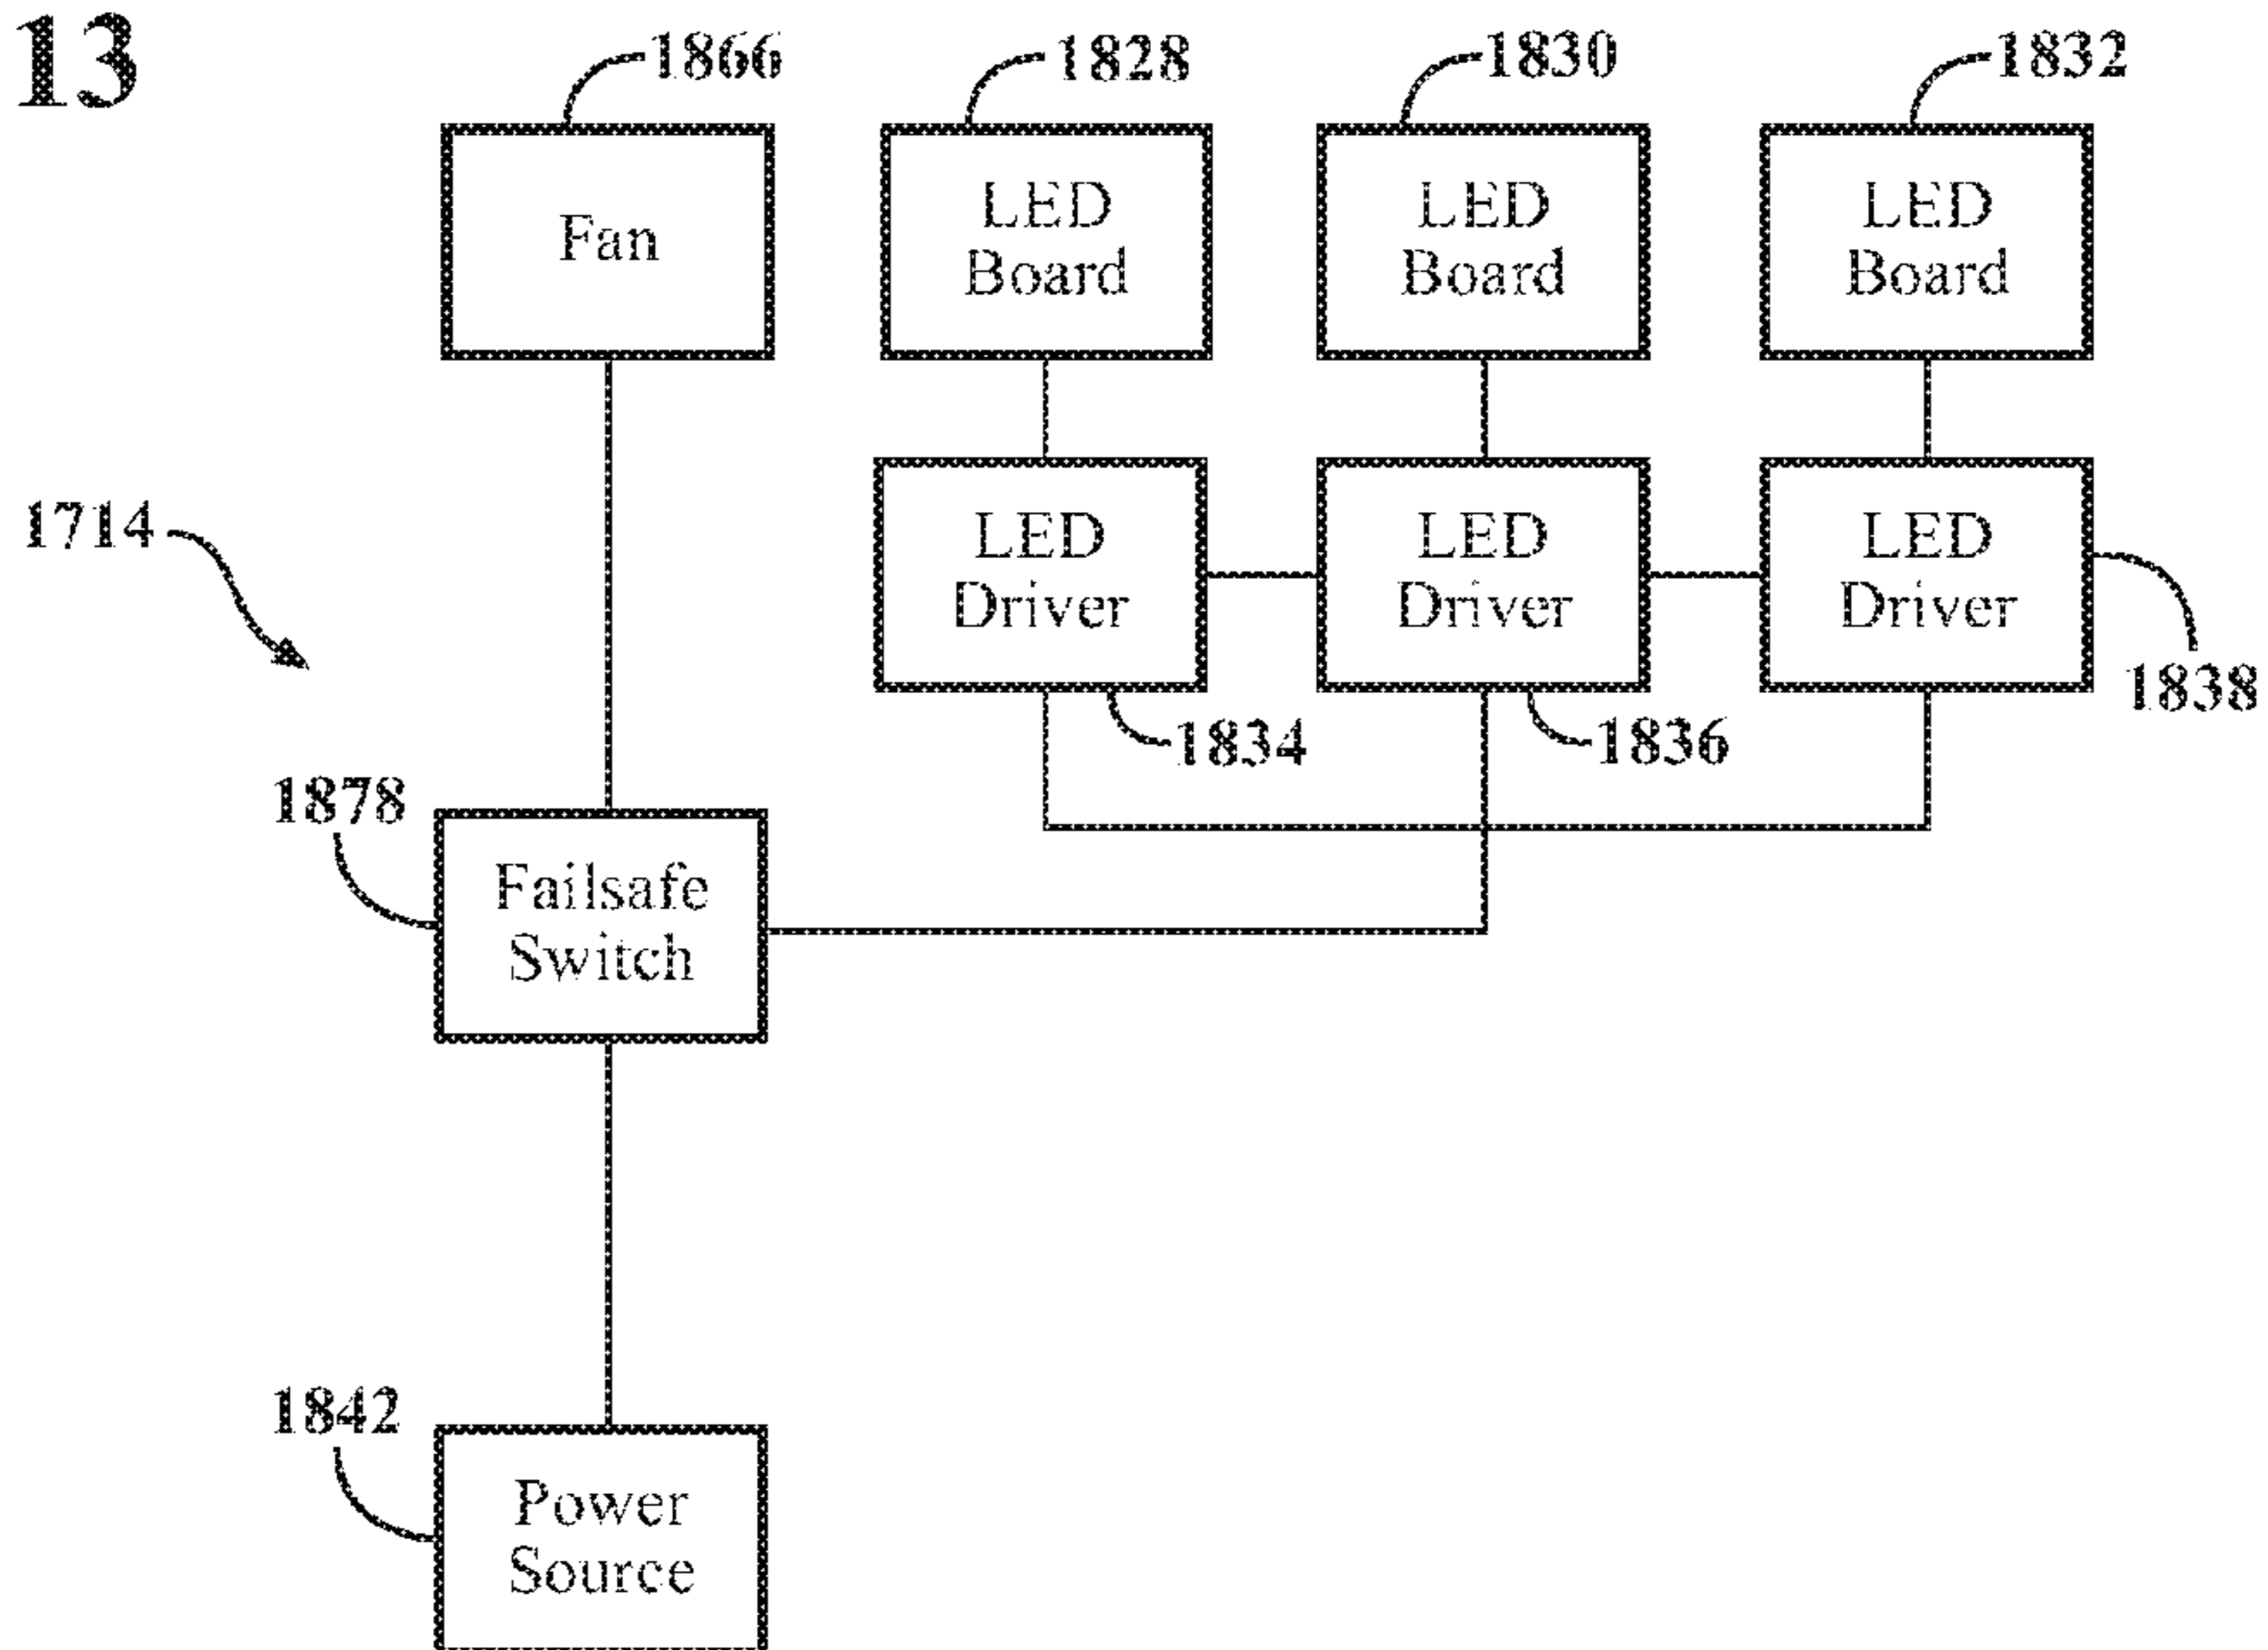 13
1866
1828
1830
1832
Fan
LED
Board
LED
Board
LED
Board
1714
LED
Driver
LED
Driver
LED
Driver
1838
1834
1836
1878
Failsafe
Switch
1842
Power
Source